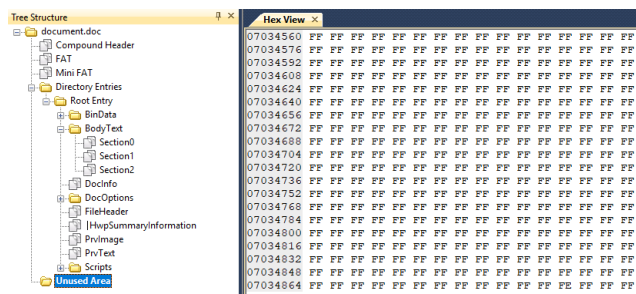 Tree Structure
document.doc
Compound Header
FAT
Mini FAT
Directory Entries
Root Entry
BinData
BodyText
Section0
Section1
Section2
DocInfo
DocOptions
FileHeader
|HwpSummaryInformation
PrvImage
PrvText
Scripts
Unused Area
Hex View
07034560 FF FF FF FF FF FF FF FF FF FF FF FF FF FF FF FF
07034576 FF FF FF FF FF FF FF FF FF FF FF FF FF FF FF FF
07034592 FF FF FF FF FF FF FF FF FF FF FF FF FF FF FF FF
07034608 FF FF FF FF FF FF FF FF FF FF FF FF FF FF FF FF
07034624 FF FF FF FF FF FF FF FF FF FF FF FF FF FF FF FF
07034640 FF FF FF FF FF FF FF FF FF FF FF FF FF FF FF FF
07034656 FF FF FF FF FF FF FF FF FF FF FF FF FF FF FF FF
07034672 FF FF FF FF FF FF FF FF FF FF FF FF FF FF FF FF
07034688 FF FF FF FF FF FF FF FF FF FF FF FF FF FF FF FF
07034704 FF FF FF FF FF FF FF FF FF FF FF FF FF FF FF FF
07034720 FF FF FF FF FF FF FF FF FF FF FF FF FF FF FF FF
07034736 FF FF FF FF FF FF FF FF FF FF FF FF FF FF FF FF
07034752 FF FF FF FF FF FF FF FF FF FF FF FF FF FF FF FF
07034768 FF FF FF FF FF FF FF FF FF FF FF FF FF FF FF FF
07034784 FF FF FF FF FF FF FF FF FF FF FF FF FF FF FF FF
07034800 FF FF FF FF FF FF FF FF FF FF FF FF FF FF FF FF
07034816 FF FF FF FF FF FF FF FF FF FF FF FF FF FF FF FF
07034832 FF FF FF FF FF FF FF FF FF FF FF FF FF FF FF FF
07034848 FF FF FF FF FF FF FF FF FF FF FF FF FF FF FF FF
07034864 FF FF FF FF FF FF FF FF FF FF FF FF FE FF FF FF